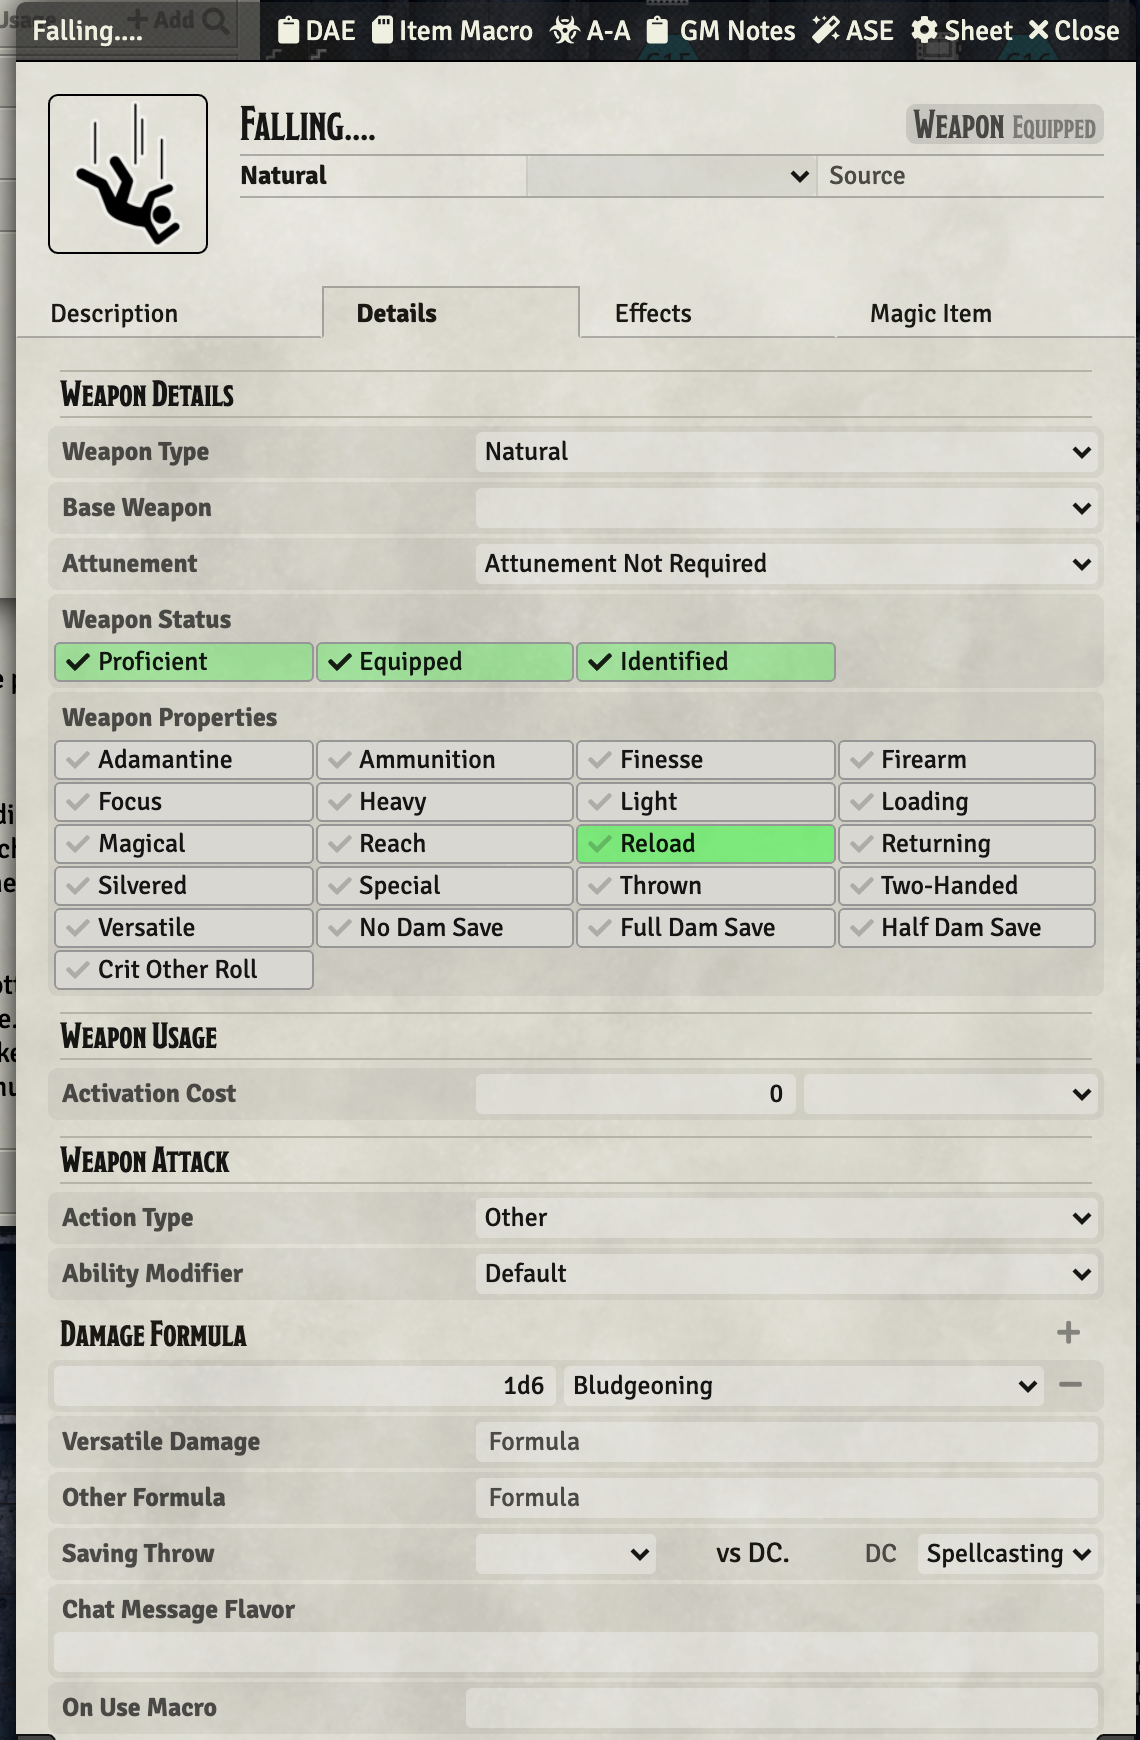 Falling.... DAE Item Macro A-A GM Notes ASE Sheet Close
Add
Falling....
Weapon Equipped
Natural Source
Description Details Effects Magic Item
Weapon Details
Weapon Type Natural
Base Weapon
Attunement Attunement Not Required
Weapon Status
Proficient Equipped Identified
Weapon Properties
Adamantine Ammunition Finesse Firearm
Focus Heavy Light Loading
Magical Reach Reload Returning
Silvered Special Thrown Two-Handed
Versatile No Dam Save Full Dam Save Half Dam Save
Crit Other Roll
Weapon Usage
Activation Cost 0
Weapon Attack
Action Type Other
Ability Modifier Default
Damage Formula
1d6 Bludgeoning
Versatile Damage Formula
Other Formula Formula
Saving Throw vs DC. DC Spellcasting
Chat Message Flavor
On Use Macro